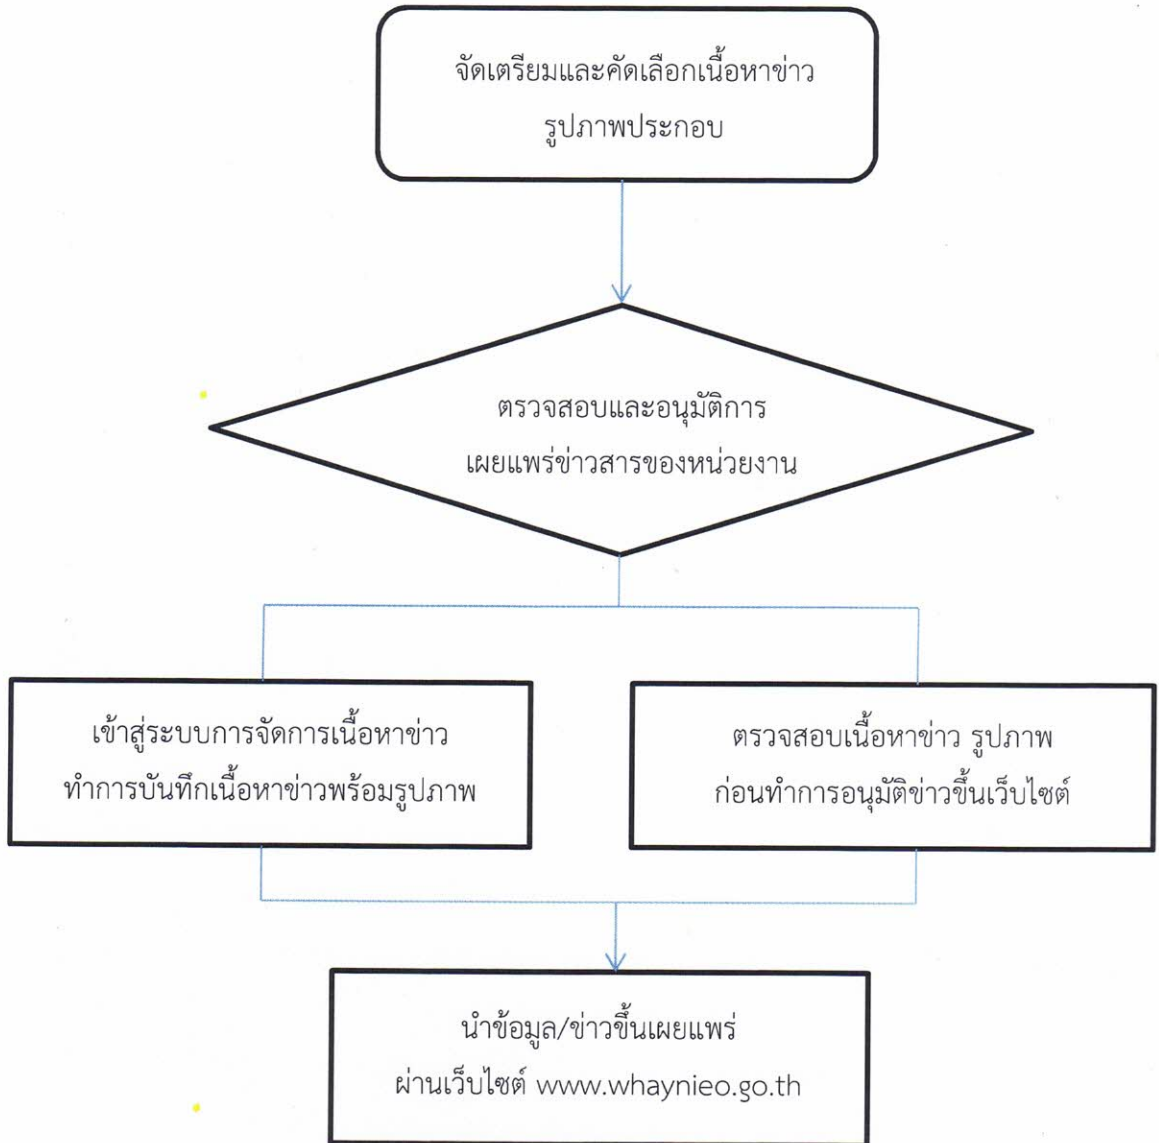 จัดเตรียมและคัดเลือกเนื้อหาข่าว
รูปภาพประกอบ
ตรวจสอบและอนุมัติการ
เผยแพร่ข่าวสารของหน่วยงาน
เข้าสู่ระบบการจัดการเนื้อหาข่าว
ทำการบันทึกเนื้อหาข่าวพร้อมรูปภาพ
ตรวจสอบเนื้อหาข่าว รูปภาพ
ก่อนทำการอนุมัติข่าวขึ้นเว็บไซต์
นำข้อมูล/ข่าวขึ้นเผยแพร่
ผ่านเว็บไซต์ www.whaynieo.go.th